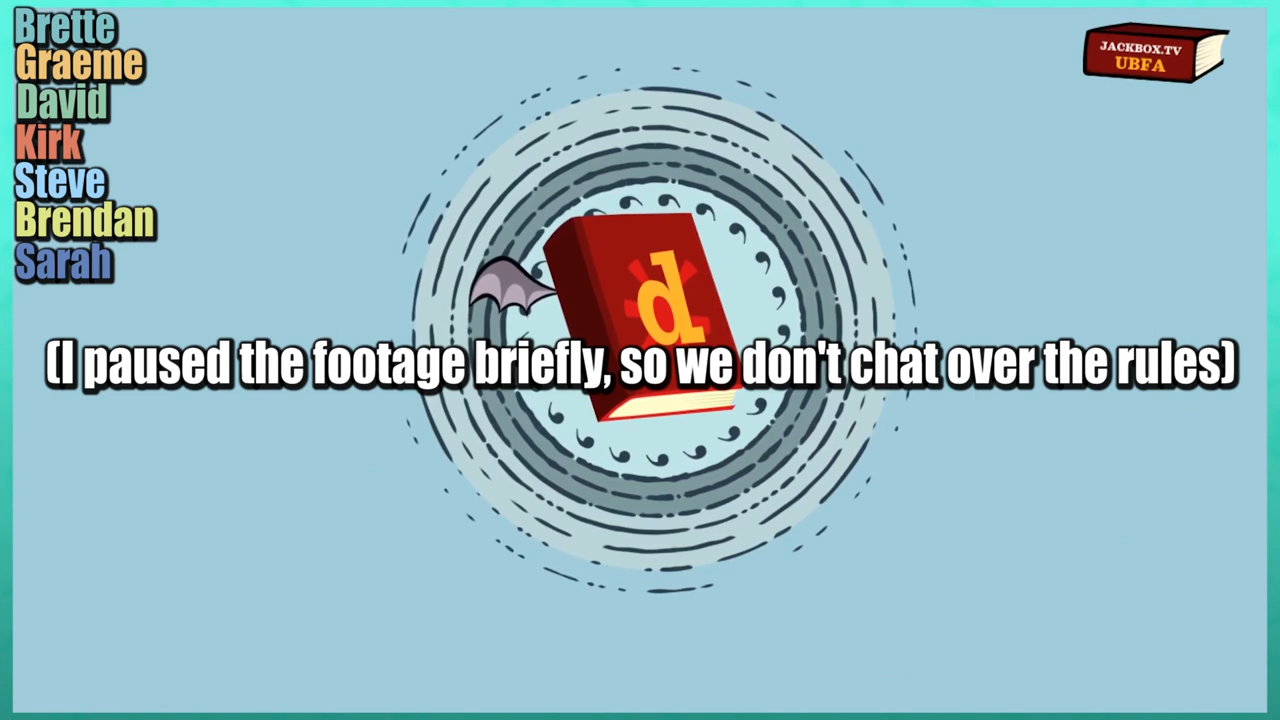 Brette
Graeme
David
Kirk
Steve
Brendan
Sarah
JACKBOX.TV
UBFA
d
(I paused the footage briefly, so we don't chat over the rules)